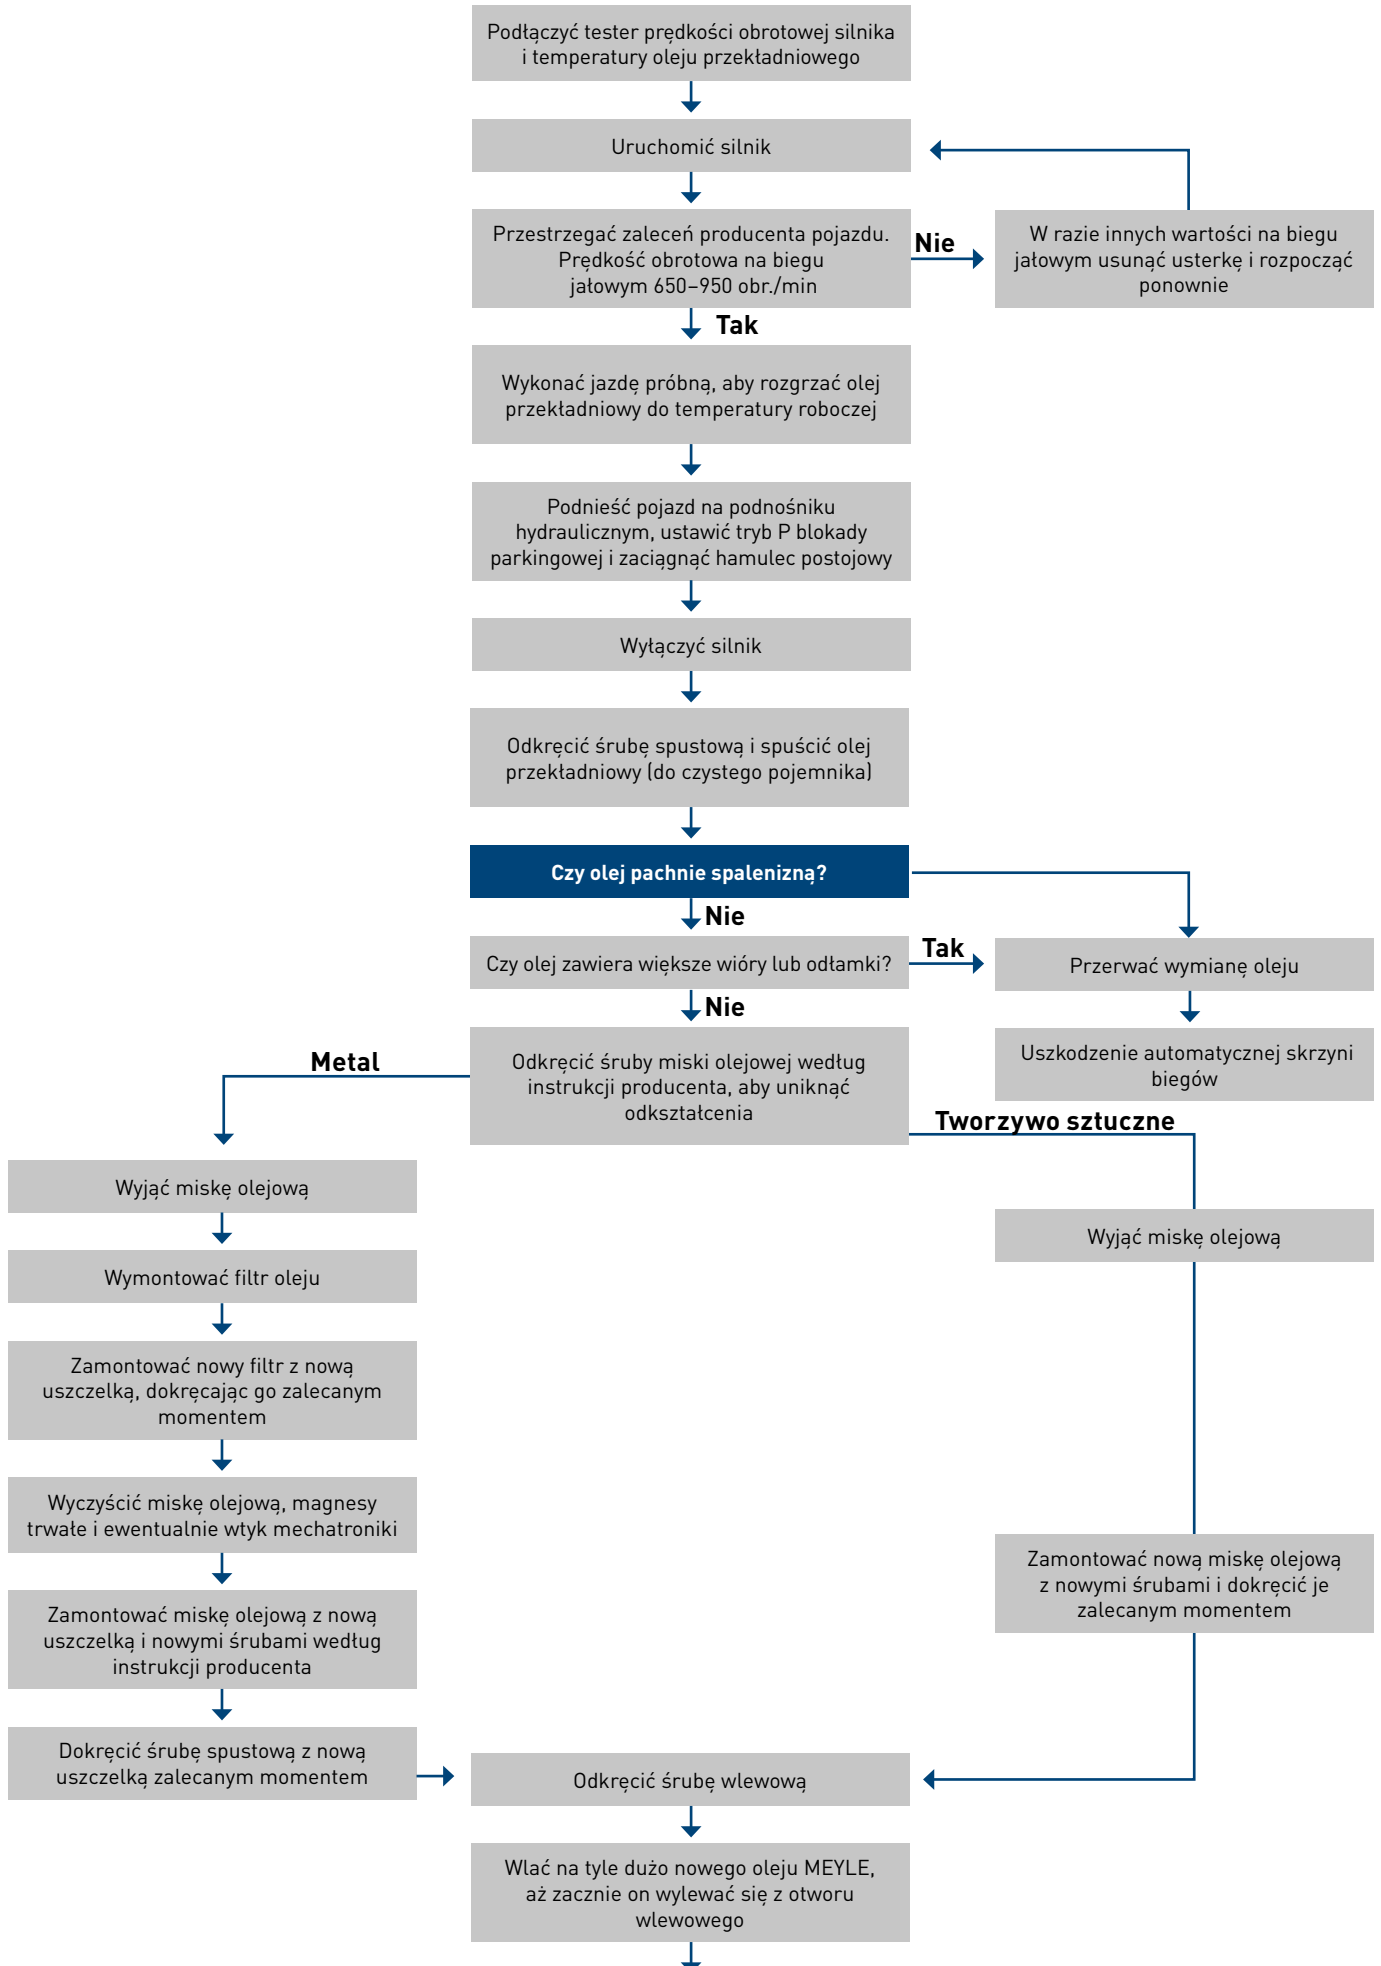 Podłączyć tester prędkości obrotowej silnika
i temperatury oleju przekładniowego
Uruchomić silnik
Przestrzegać zaleceń producenta pojazdu.
Prędkość obrotowa na biegu
jałowym 650–950 obr./min
Nie
W razie innych wartości na biegu
jałowym usunąć usterkę i rozpocząć
ponownie
Tak
Wykonać jazdę próbną, aby rozgrzać olej
przekładniowy do temperatury roboczej
Podnieść pojazd na podnośniku
hydraulicznym, ustawić tryb P blokady
parkingowej i zaciągnąć hamulec postojowy
Wyłączyć silnik
Odkręcić śrubę spustową i spuścić olej
przekładniowy (do czystego pojemnika)
Czy olej pachnie spalenizną?
Nie
Czy olej zawiera większe wióry lub odłamki?
Tak
Przerwać wymianę oleju
Nie
Uszkodzenie automatycznej skrzyni
biegów
Odkręcić śruby miski olejowej według
instrukcji producenta, aby uniknąć
odkształcenia
Metal
Tworzywo sztuczne
Wyjąć miskę olejową
Wymontować filtr oleju
Zamontować nowy filtr z nową
uszczelką, dokręcając go zalecanym
momentem
Wyczyścić miskę olejową, magnesy
trwałe i ewentualnie wtyk mechatroniki
Zamontować miskę olejową z nową
uszczelką i nowymi śrubami według
instrukcji producenta
Dokręcić śrubę spustową z nową
uszczelką zalecanym momentem
Wyjąć miskę olejową
Zamontować nową miskę olejową
z nowymi śrubami i dokręcić je
zalecanym momentem
Odkręcić śrubę wlewową
Wlać na tyle dużo nowego oleju MEYLE,
aż zacznie on wylewać się z otworu
wlewowego